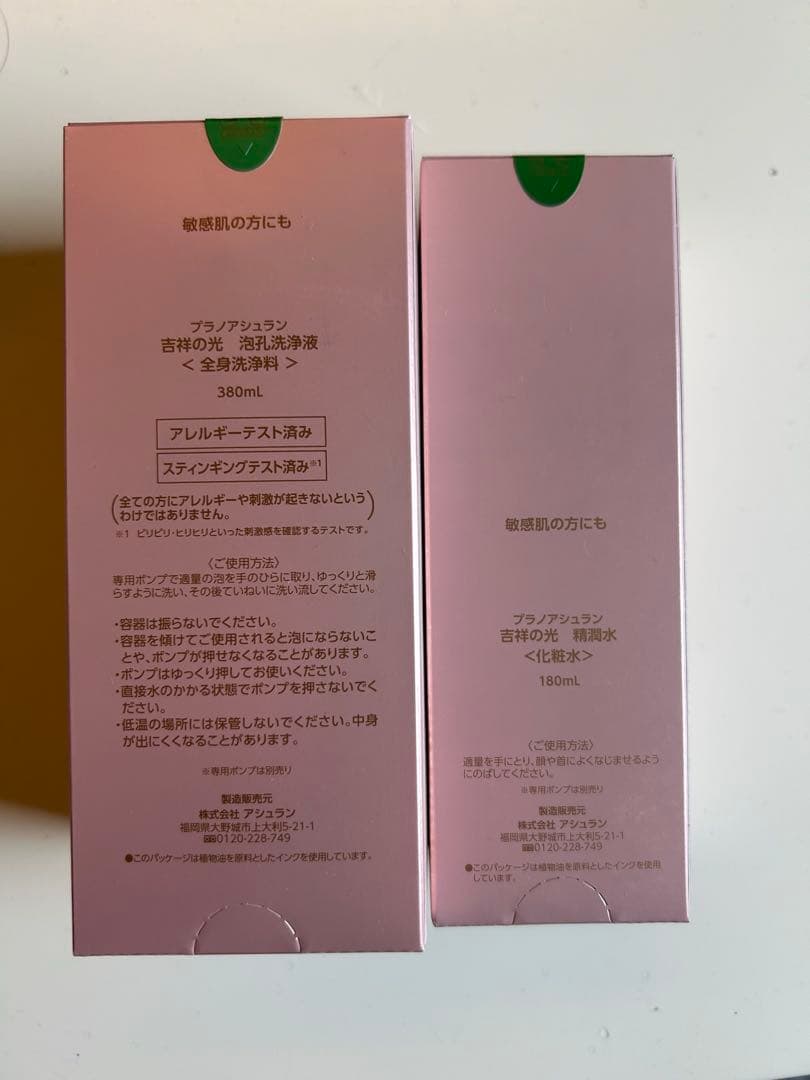 敏感肌の方にも
プラノアシュラン
吉祥の光 泡孔洗浄液
＜ 全身洗浄料 ＞
380mL
アレルギーテスト済み
スティンギングテスト済み※1
(全ての方にアレルギーや刺激が起きないという
わけではありません。)
※1 ピリピリ・ヒリヒリといった刺激感を確認するテストです。
〈ご使用方法〉
専用ポンプで適量の泡を手のひらに取り、ゆっくりと滑
らすように洗い、その後ていねいに洗い流してください。
・容器は振らないでください。
・容器を傾けてご使用されると泡にならないこ
とや、ポンプが押せなくなることがあります。
・ポンプはゆっくり押してお使いください。
・直接水のかかる状態でポンプを押さないでく
ださい。
・低温の場所には保管しないでください。中身
が出にくくなることがあります。
※専用ポンプは別売り
製造販売元
株式会社 アシュラン
福岡県大野城市上大利5-21-1
0120-228-749
●このパッケージは植物油を原料としたインクを使用しています。
敏感肌の方にも
プラノアシュラン
吉祥の光 精潤水
＜化粧水＞
180mL
〈ご使用方法〉
適量を手にとり、顔や首によくなじませるよう
にのばしてください。
※専用ポンプは別売り
製造販売元
株式会社 アシュラン
福岡県大野城市上大利5-21-1
0120-228-749
●このパッケージは植物油を原料としたインクを使用
しています。